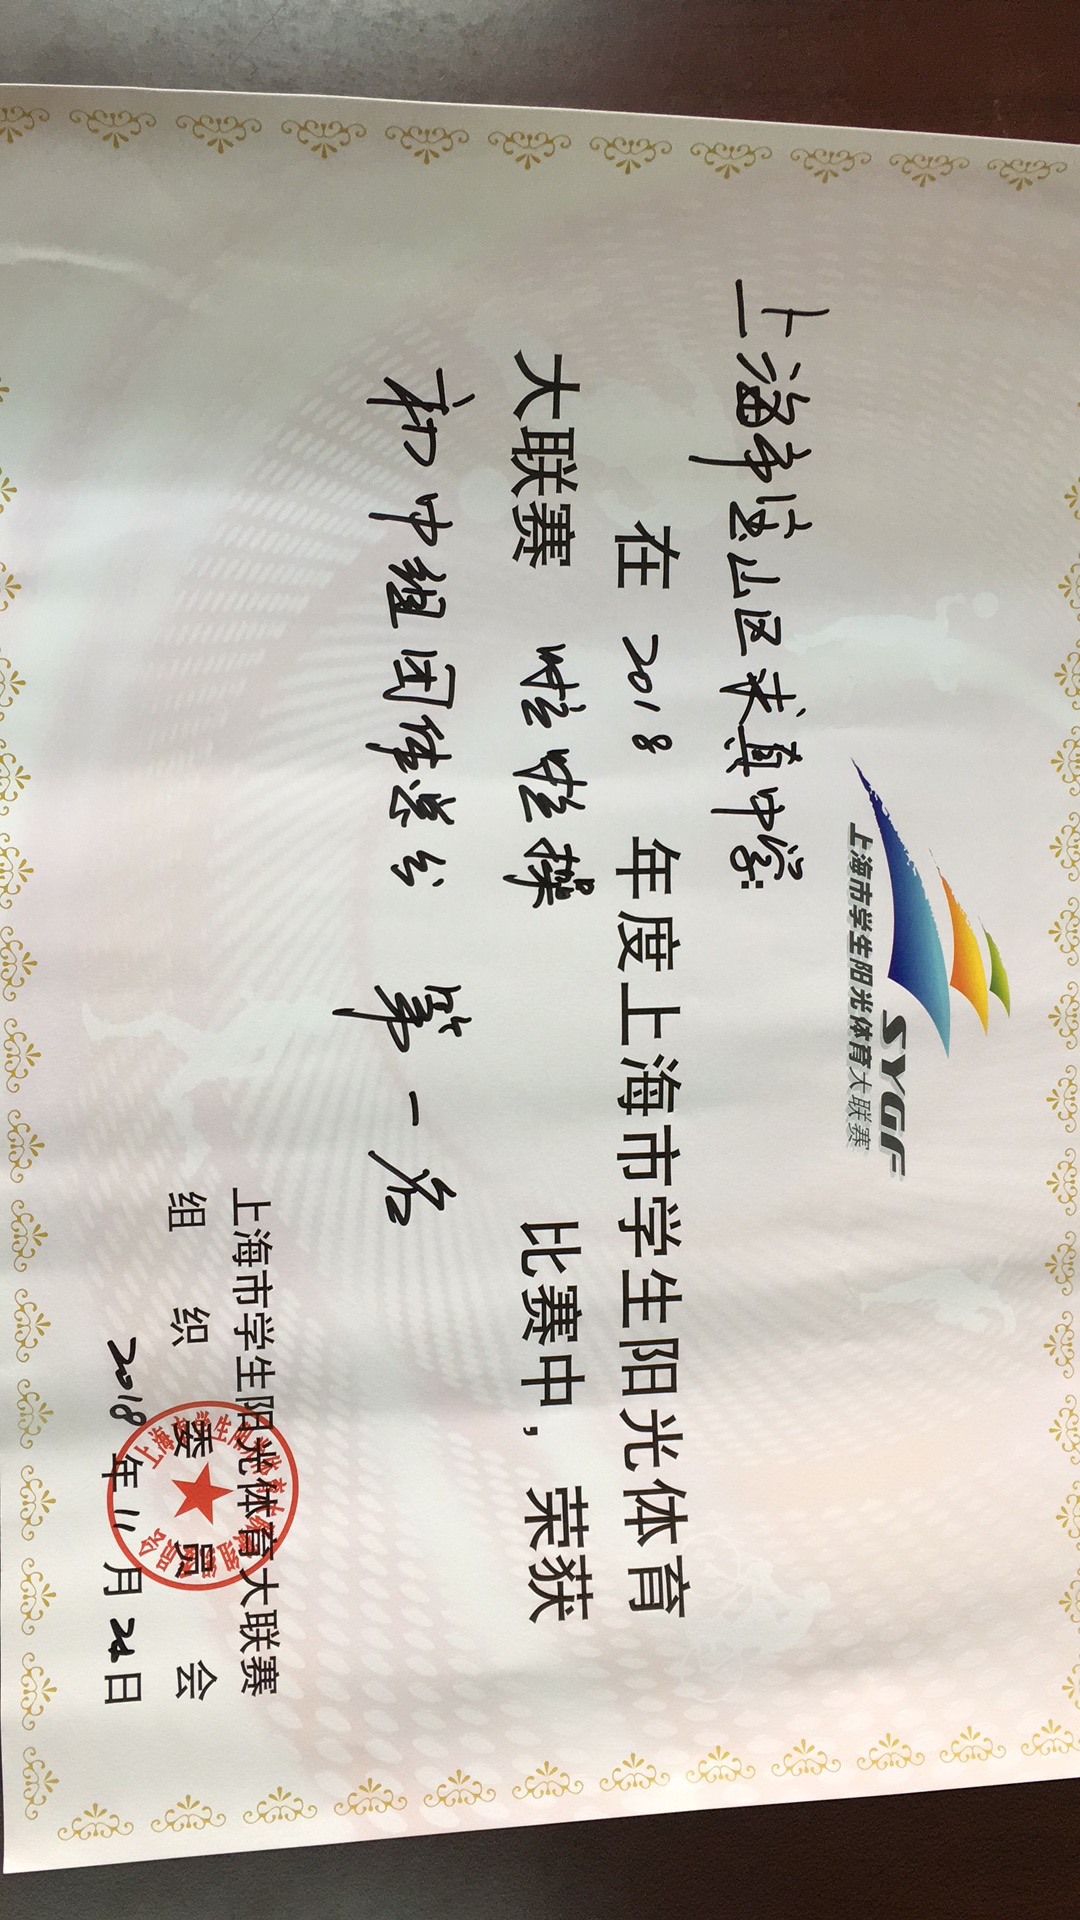 SYGF
上海市学生阳光体育大联赛
上海市宝山区求真中学:
在 2018 年度上海市学生阳光体育
大联赛 啦啦操 比赛中，荣获
初中组团体总分 第一名
上海市学生阳光体育大联赛
组织委员会
2018年11月24日